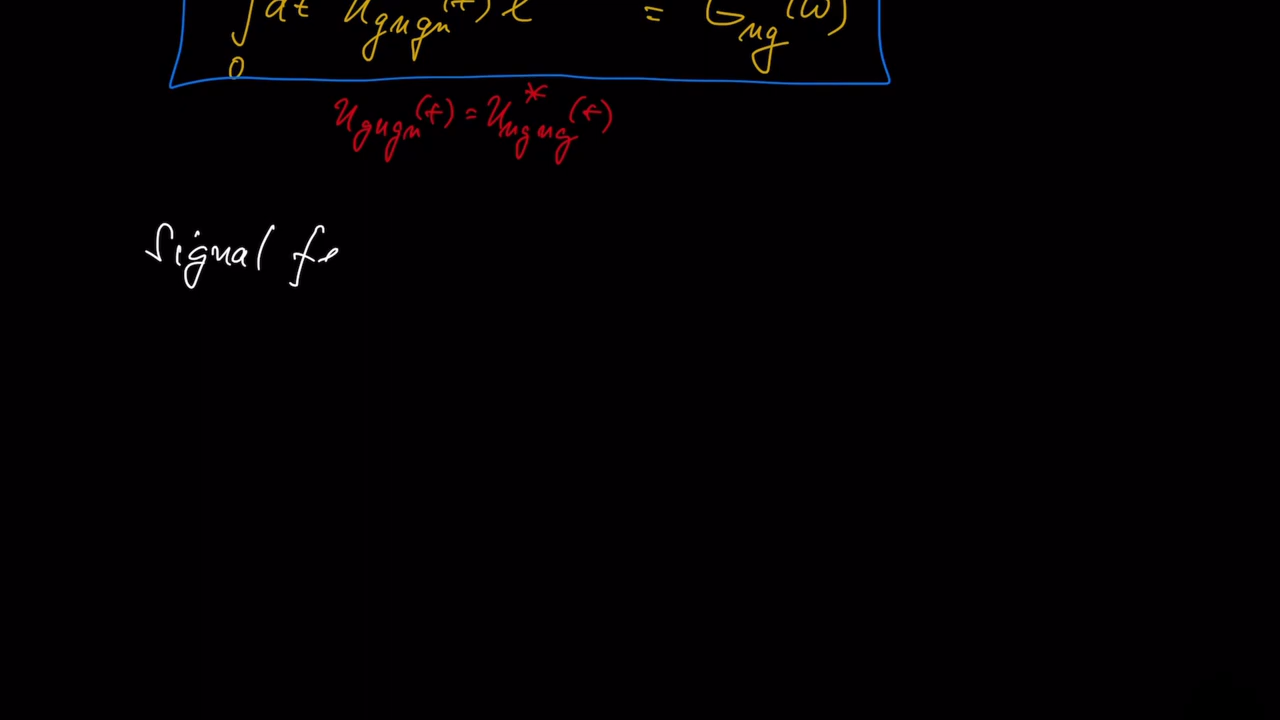 ∫₀ dt U_{gngn}(t) e = G_{ng}(ω)
U_{gngn}(t) = U*_{ngng}(t)
Signal fe